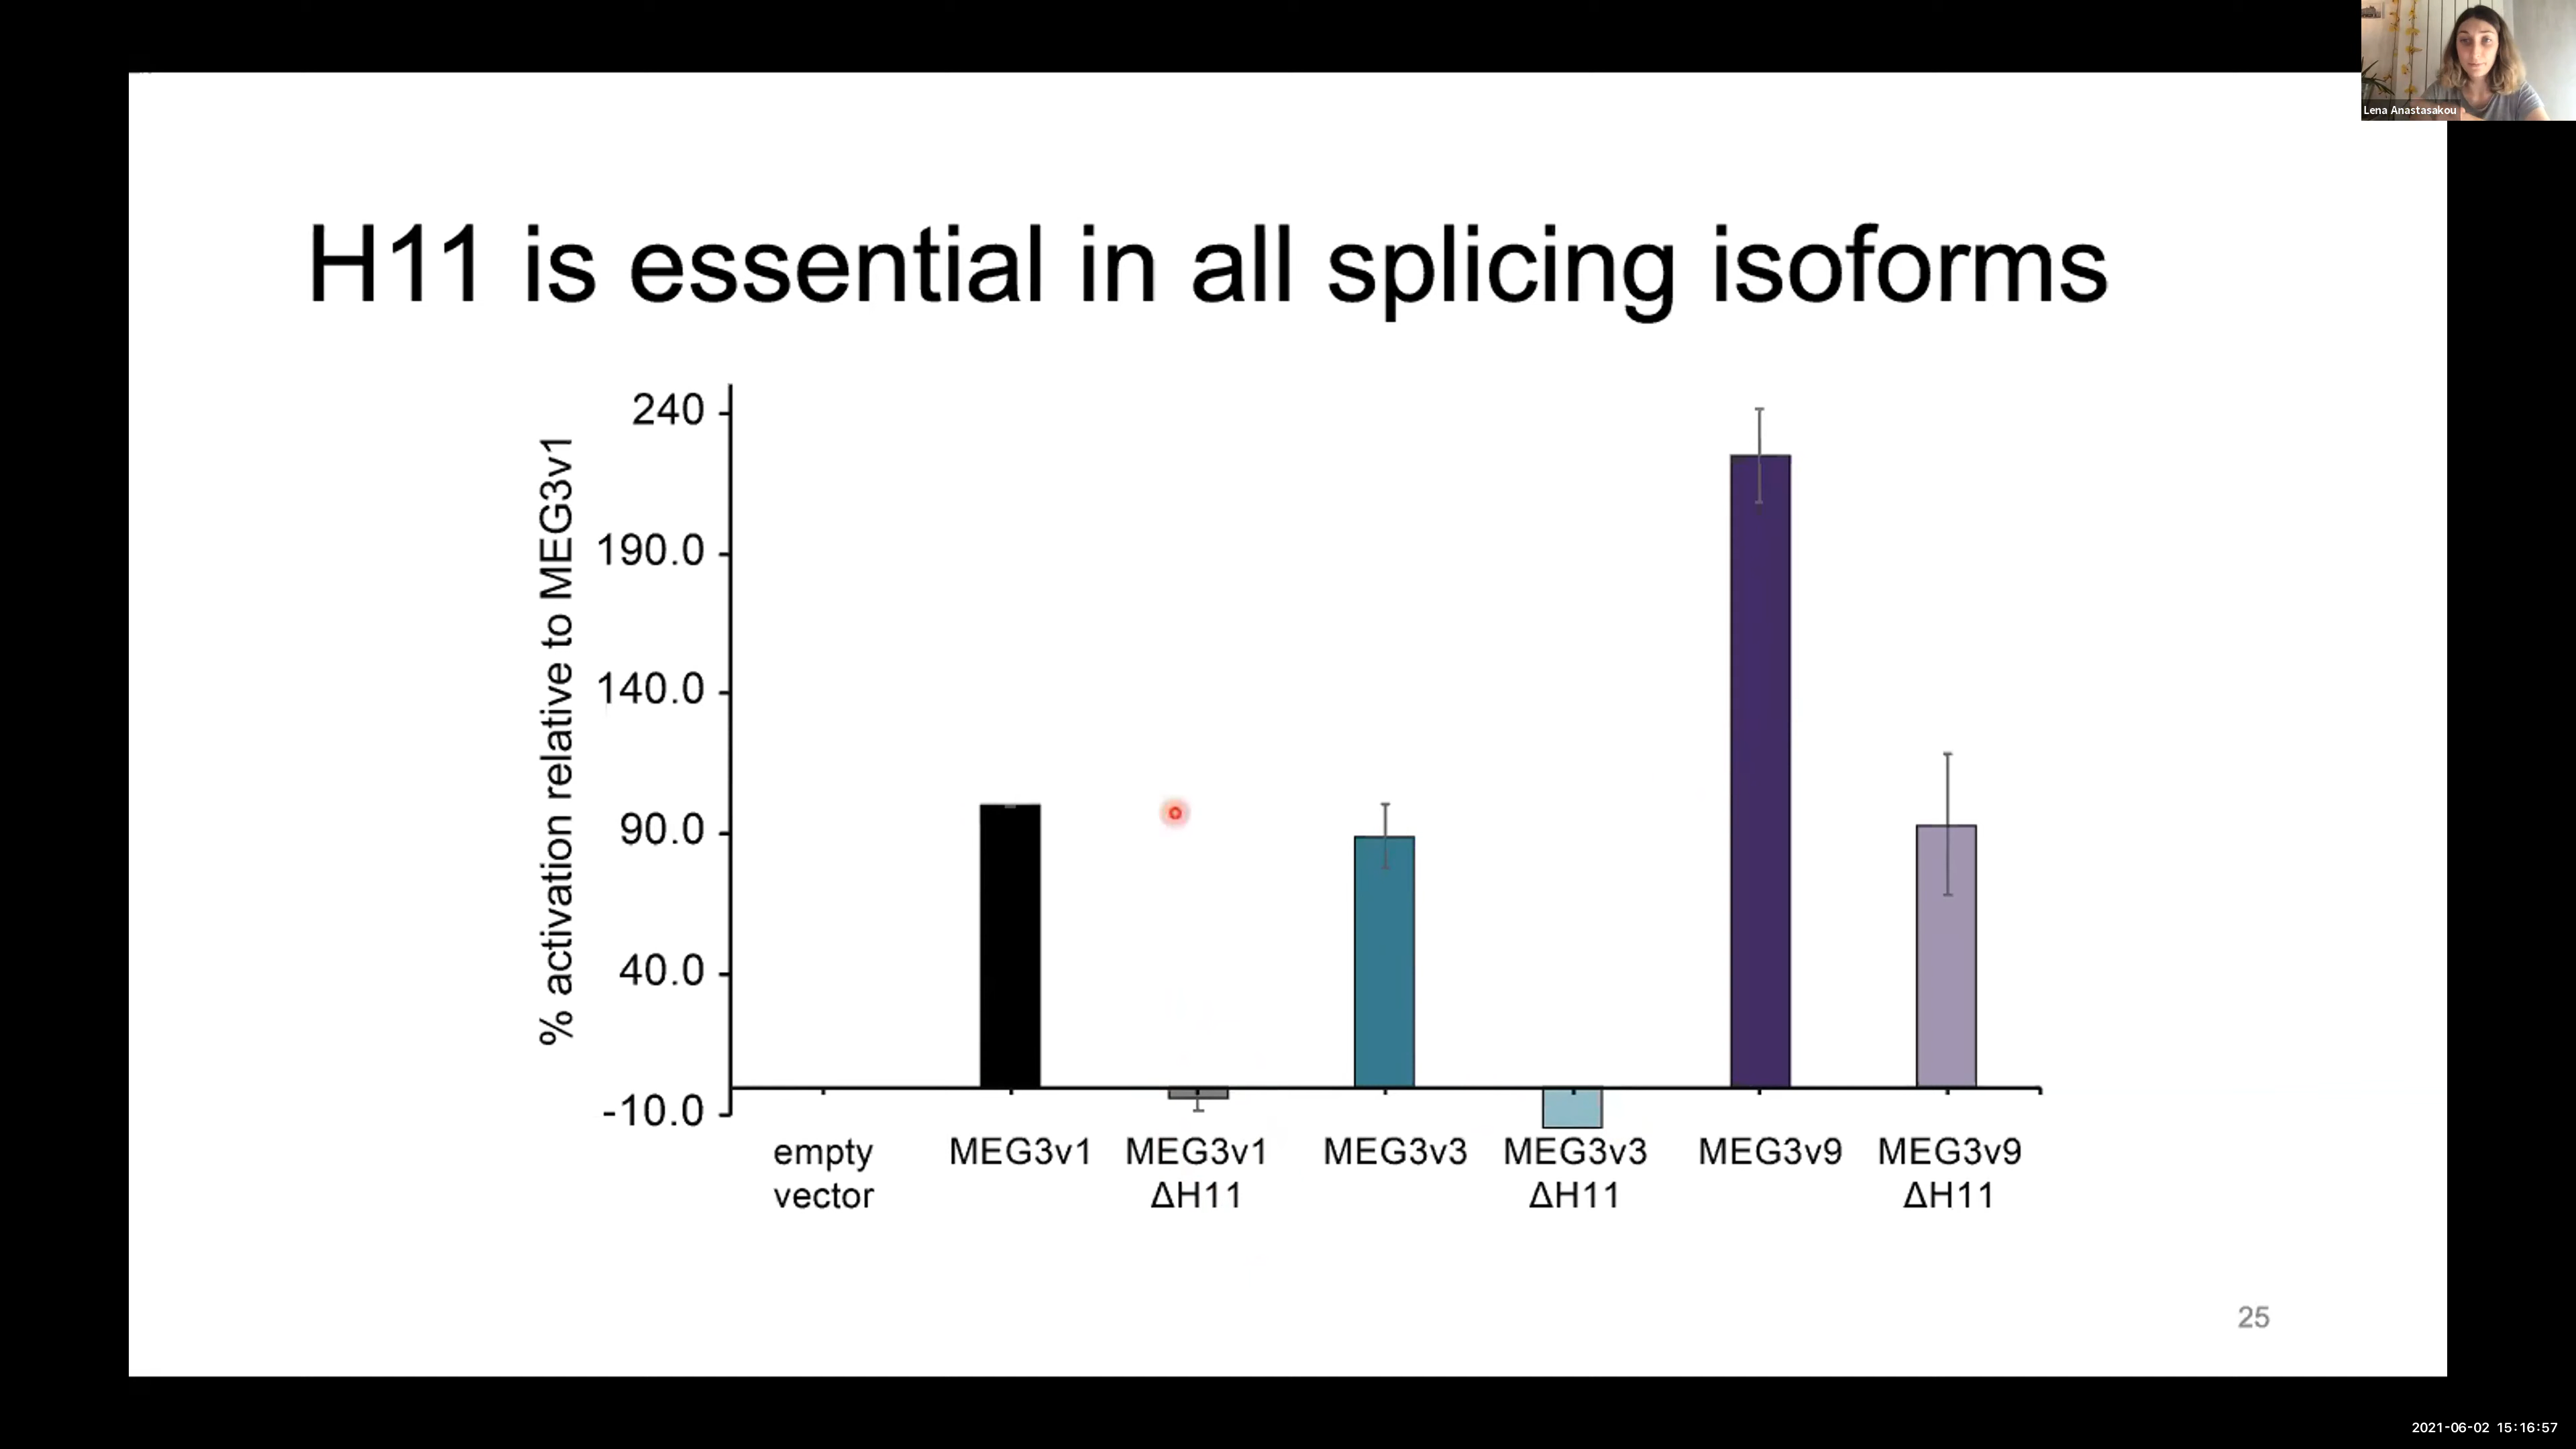 Lena Anastasakou
H11 is essential in all splicing isoforms
% activation relative to MEG3v1
240
190.0
140.0
90.0
40.0
-10.0
empty vector
MEG3v1
MEG3v1 ΔH11
MEG3v3
MEG3v3 ΔH11
MEG3v9
MEG3v9 ΔH11
25
2021-06-02 15:16:57